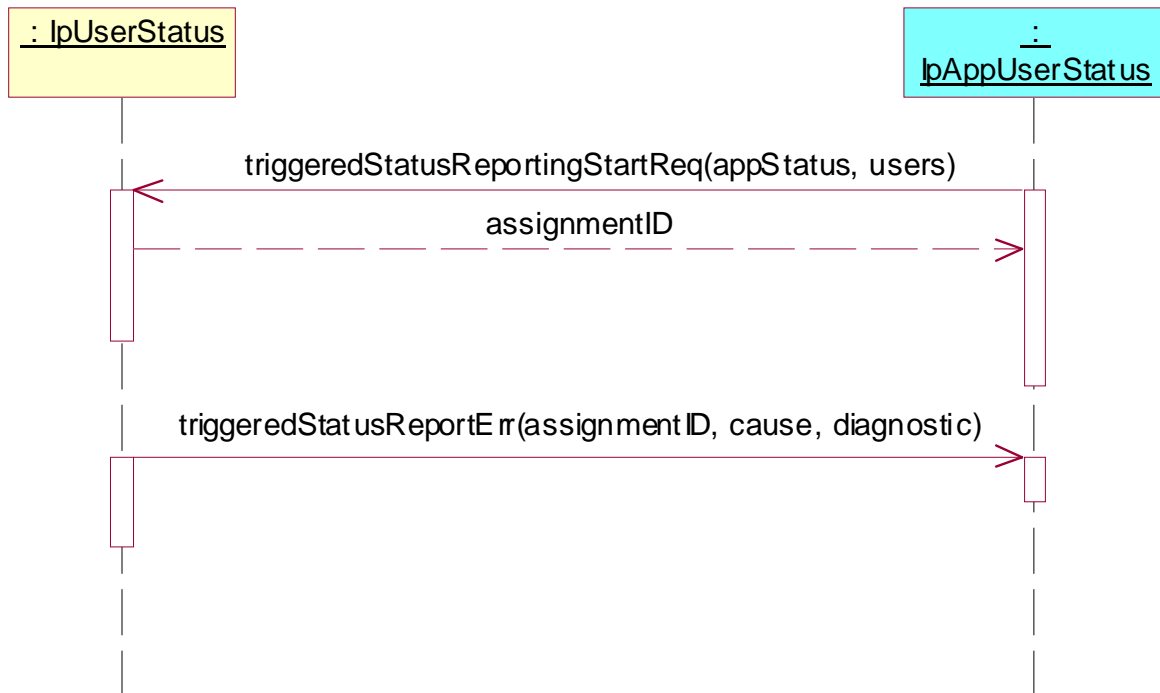 : IpUserStatus
:
IpAppUserStatus
triggeredStatusReportingStartReq(appStatus, users)
assignmentID
triggeredStatusReportErr(assignmentID, cause, diagnostic)